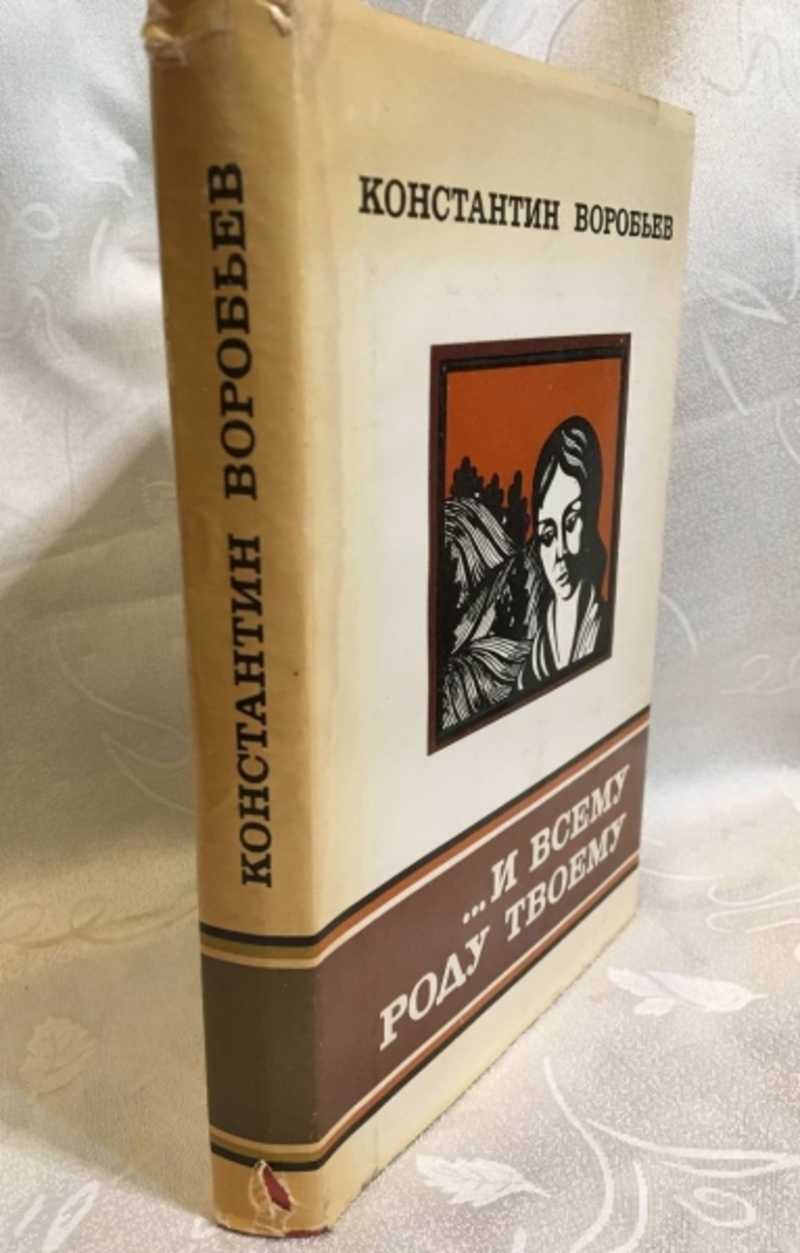 КОНСТАНТИН ВОРОБЬЕВ
КОНСТАНТИН ВОРОБЬЕВ
...И ВСЕМУ
РОДУ ТВОЕМУ